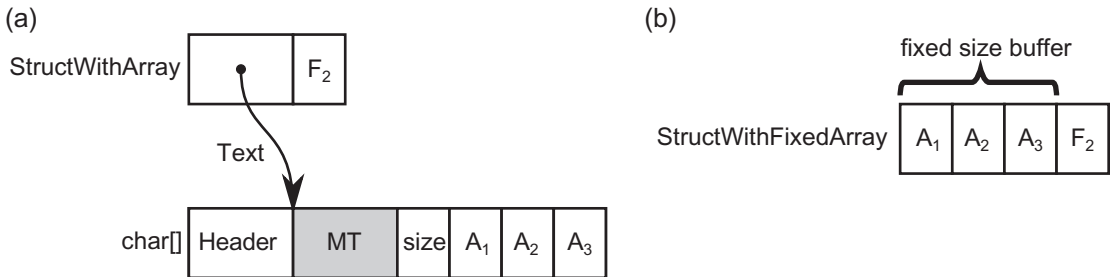 (a)
StructWithArray F₂
Text
char[] Header MT size A₁ A₂ A₃
(b)
fixed size buffer
StructWithFixedArray A₁ A₂ A₃ F₂